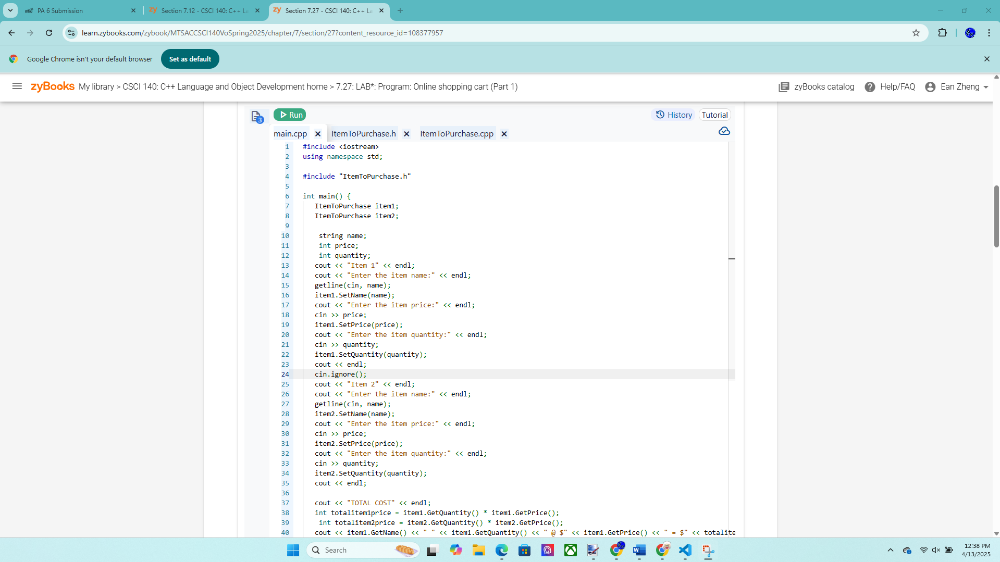 PA 6 Submission
Section 7.12 - CSCI 140: C++ La
Section 7.27 - CSCI 140: C++ La
learn.zybooks.com/zybook/MTSACCSCI140VoSpring2025/chapter/7/section/27?content_resource_id=108377957
Google Chrome isn't your default browser
Set as default
zyBooks My library > CSCI 140: C++ Language and Object Development home > 7.27: LAB*: Program: Online shopping cart (Part 1)
zyBooks catalog
Help/FAQ
Ean Zheng
3
Run
History
Tutorial
main.cpp
ItemToPurchase.h
ItemToPurchase.cpp
1 #include <iostream>
2 using namespace std;
3
4 #include "ItemToPurchase.h"
5
6 int main() {
7 ItemToPurchase item1;
8 ItemToPurchase item2;
9
10 string name;
11 int price;
12 int quantity;
13 cout << "Item 1" << endl;
14 cout << "Enter the item name:" << endl;
15 getline(cin, name);
16 item1.SetName(name);
17 cout << "Enter the item price:" << endl;
18 cin >> price;
19 item1.SetPrice(price);
20 cout << "Enter the item quantity:" << endl;
21 cin >> quantity;
22 item1.SetQuantity(quantity);
23 cout << endl;
24 cin.ignore();
25 cout << "Item 2" << endl;
26 cout << "Enter the item name:" << endl;
27 getline(cin, name);
28 item2.SetName(name);
29 cout << "Enter the item price:" << endl;
30 cin >> price;
31 item2.SetPrice(price);
32 cout << "Enter the item quantity:" << endl;
33 cin >> quantity;
34 item2.SetQuantity(quantity);
35 cout << endl;
36
37 cout << "TOTAL COST" << endl;
38 int totalitem1price = item1.GetQuantity() * item1.GetPrice();
39 int totalitem2price = item2.GetQuantity() * item2.GetPrice();
40 cout << item1.GetName() << " " << item1.GetQuantity() << " @ $" << item1.GetPrice() << " = $" << totalite
Search
12:38 PM
4/13/2025